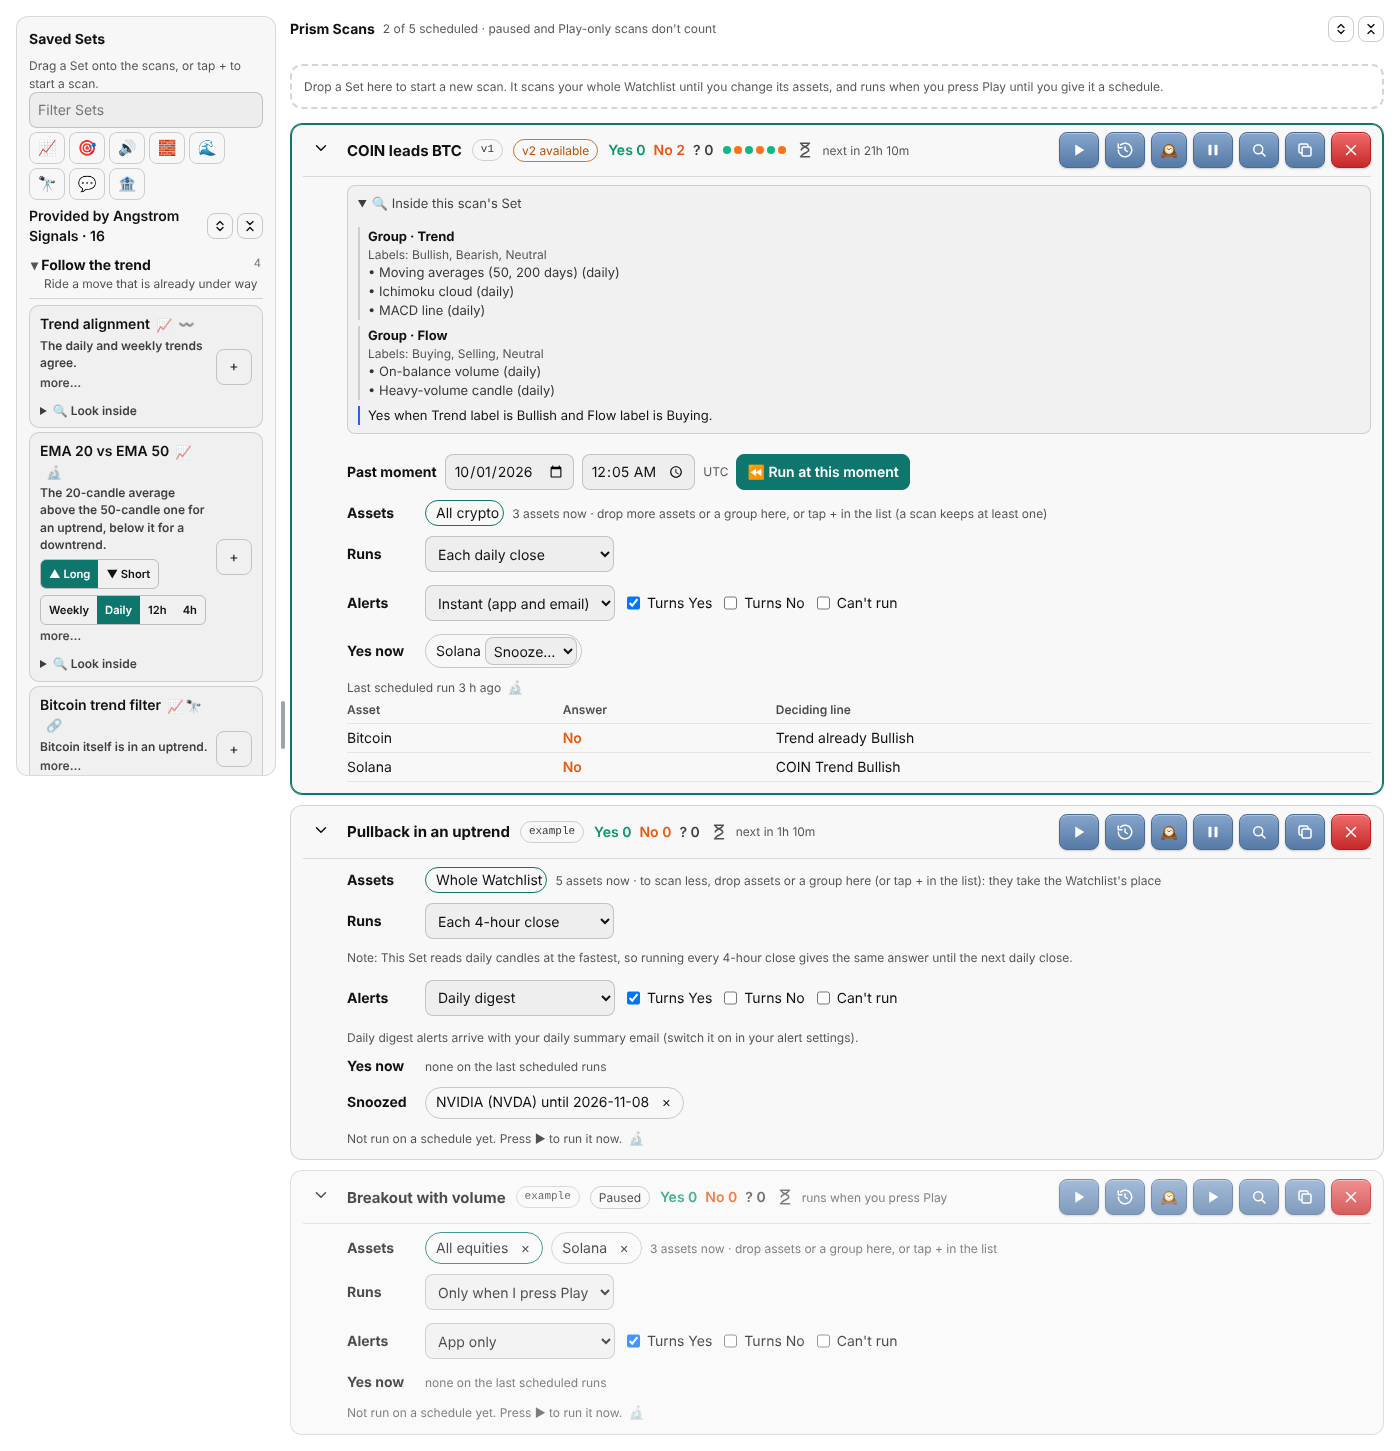 Saved Sets
Drag a Set onto the scans, or tap + to
start a scan.
Filter Sets
Provided by Angstrom
Signals · 16
▼ Follow the trend 4
Ride a move that is already under way
Trend alignment
The daily and weekly trends
agree.
more...
+
▶ Look inside
EMA 20 vs EMA 50
The 20-candle average
above the 50-candle one for
an uptrend, below it for a
downtrend.
+
▲ Long ▼ Short
Weekly Daily 12h 4h
more...
▶ Look inside
Bitcoin trend filter
Bitcoin itself is in an uptrend.
+
more...
Prism Scans 2 of 5 scheduled · paused and Play-only scans don't count
Drop a Set here to start a new scan. It scans your whole Watchlist until you change its assets, and runs when you press Play until you give it a schedule.
COIN leads BTC v1 v2 available Yes 0 No 2 ? 0 next in 21h 10m
▼ Inside this scan's Set
Group · Trend
Labels: Bullish, Bearish, Neutral
• Moving averages (50, 200 days) (daily)
• Ichimoku cloud (daily)
• MACD line (daily)
Group · Flow
Labels: Buying, Selling, Neutral
• On-balance volume (daily)
• Heavy-volume candle (daily)
Yes when Trend label is Bullish and Flow label is Buying.
Past moment 10/01/2026 12:05 AM UTC Run at this moment
Assets All crypto 3 assets now · drop more assets or a group here, or tap + in the list (a scan keeps at least one)
Runs Each daily close
Alerts Instant (app and email) Turns Yes Turns No Can't run
Yes now Solana Snooze...
Last scheduled run 3 h ago
Asset Answer Deciding line
Bitcoin No Trend already Bullish
Solana No COIN Trend Bullish
Pullback in an uptrend example Yes 0 No 0 ? 0 next in 1h 10m
Assets Whole Watchlist 5 assets now · to scan less, drop assets or a group here (or tap + in the list): they take the Watchlist's place
Runs Each 4-hour close
Note: This Set reads daily candles at the fastest, so running every 4-hour close gives the same answer until the next daily close.
Alerts Daily digest Turns Yes Turns No Can't run
Daily digest alerts arrive with your daily summary email (switch it on in your alert settings).
Yes now none on the last scheduled runs
Snoozed NVIDIA (NVDA) until 2026-11-08 ×
Not run on a schedule yet. Press ▶ to run it now.
Breakout with volume example Paused Yes 0 No 0 ? 0 runs when you press Play
Assets All equities × Solana × 3 assets now · drop assets or a group here, or tap + in the list
Runs Only when I press Play
Alerts App only Turns Yes Turns No Can't run
Yes now none on the last scheduled runs
Not run on a schedule yet. Press ▶ to run it now.